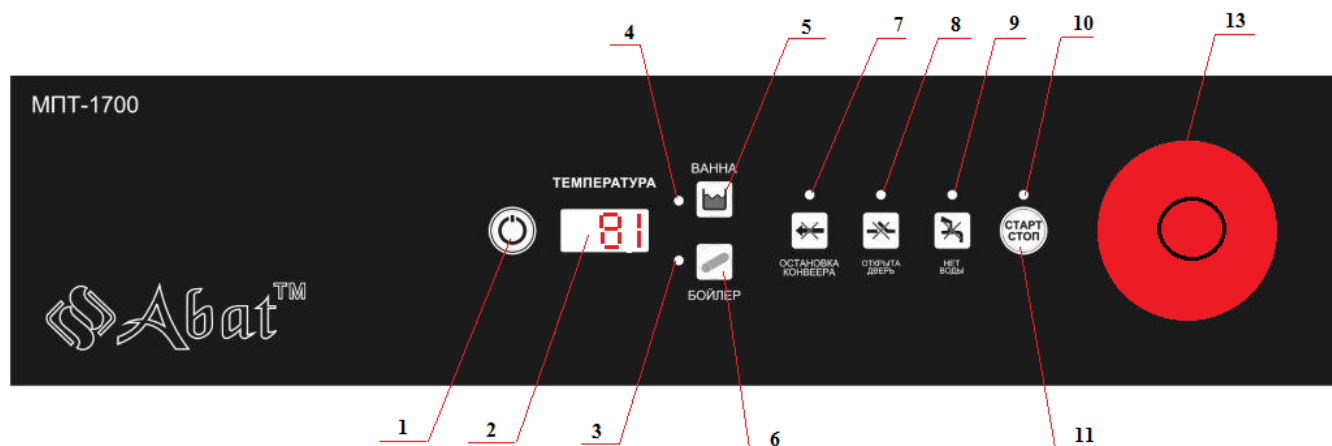 4 5 7 8 9 10 13
МПТ-1700
ВАННА
ТЕМПЕРАТУРА
81
СТАРТ
СТОП
ОСТАНОВКА
КОНВЕЕРА
ОТКРЫТА
ДВЕРЬ
НЕТ
ВОДЫ
БОЙЛЕР
Abat™
1 2 3 6 11